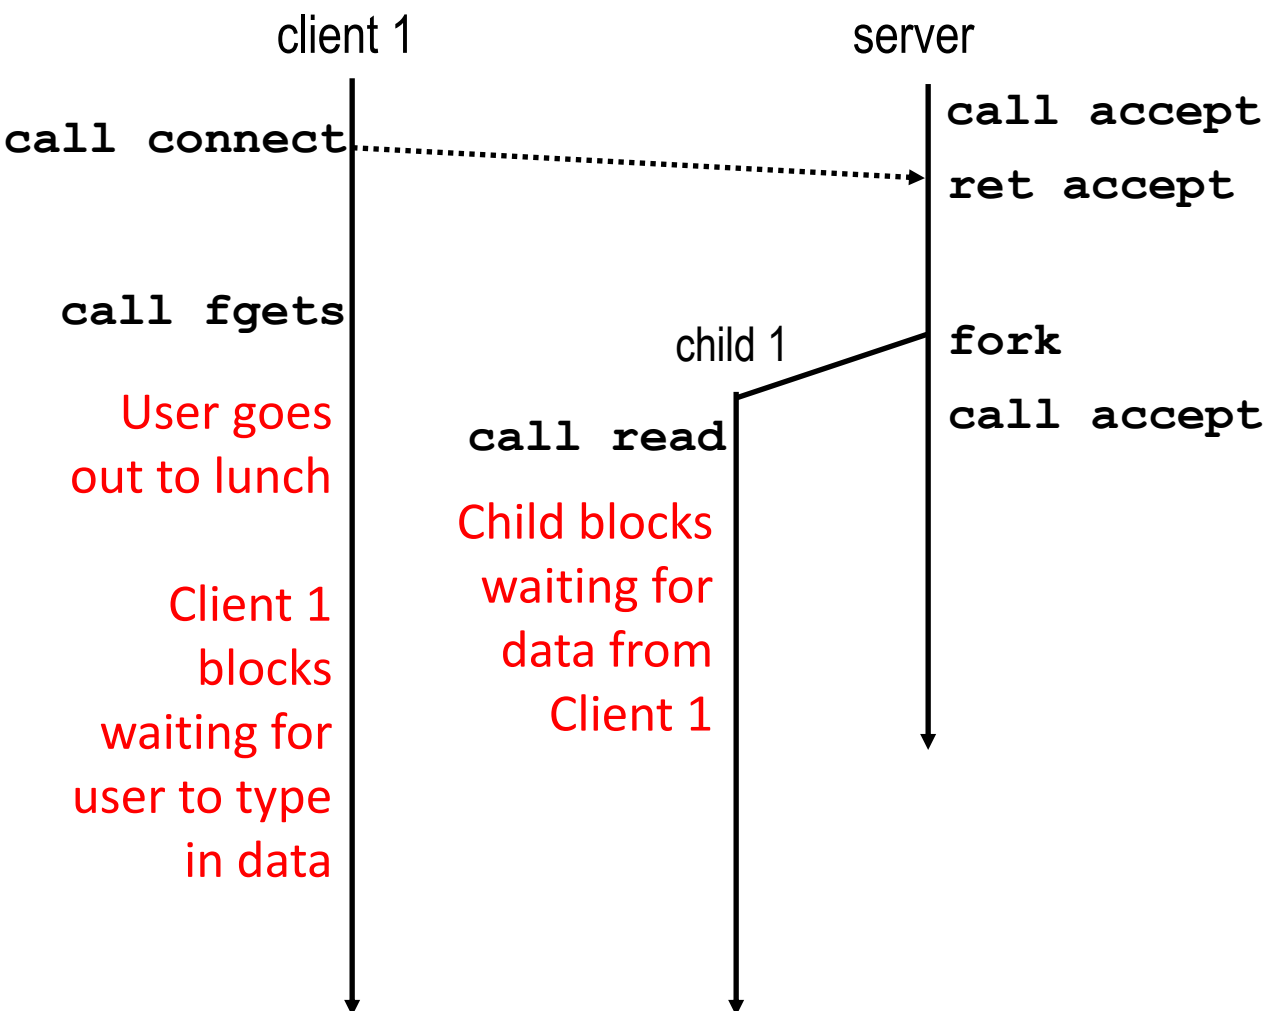 client 1
server
call connect
call accept
ret accept
call fgets
child 1
fork
call accept
call read
User goes
out to lunch
Client 1
blocks
waiting for
user to type
in data
Child blocks
waiting for
data from
Client 1